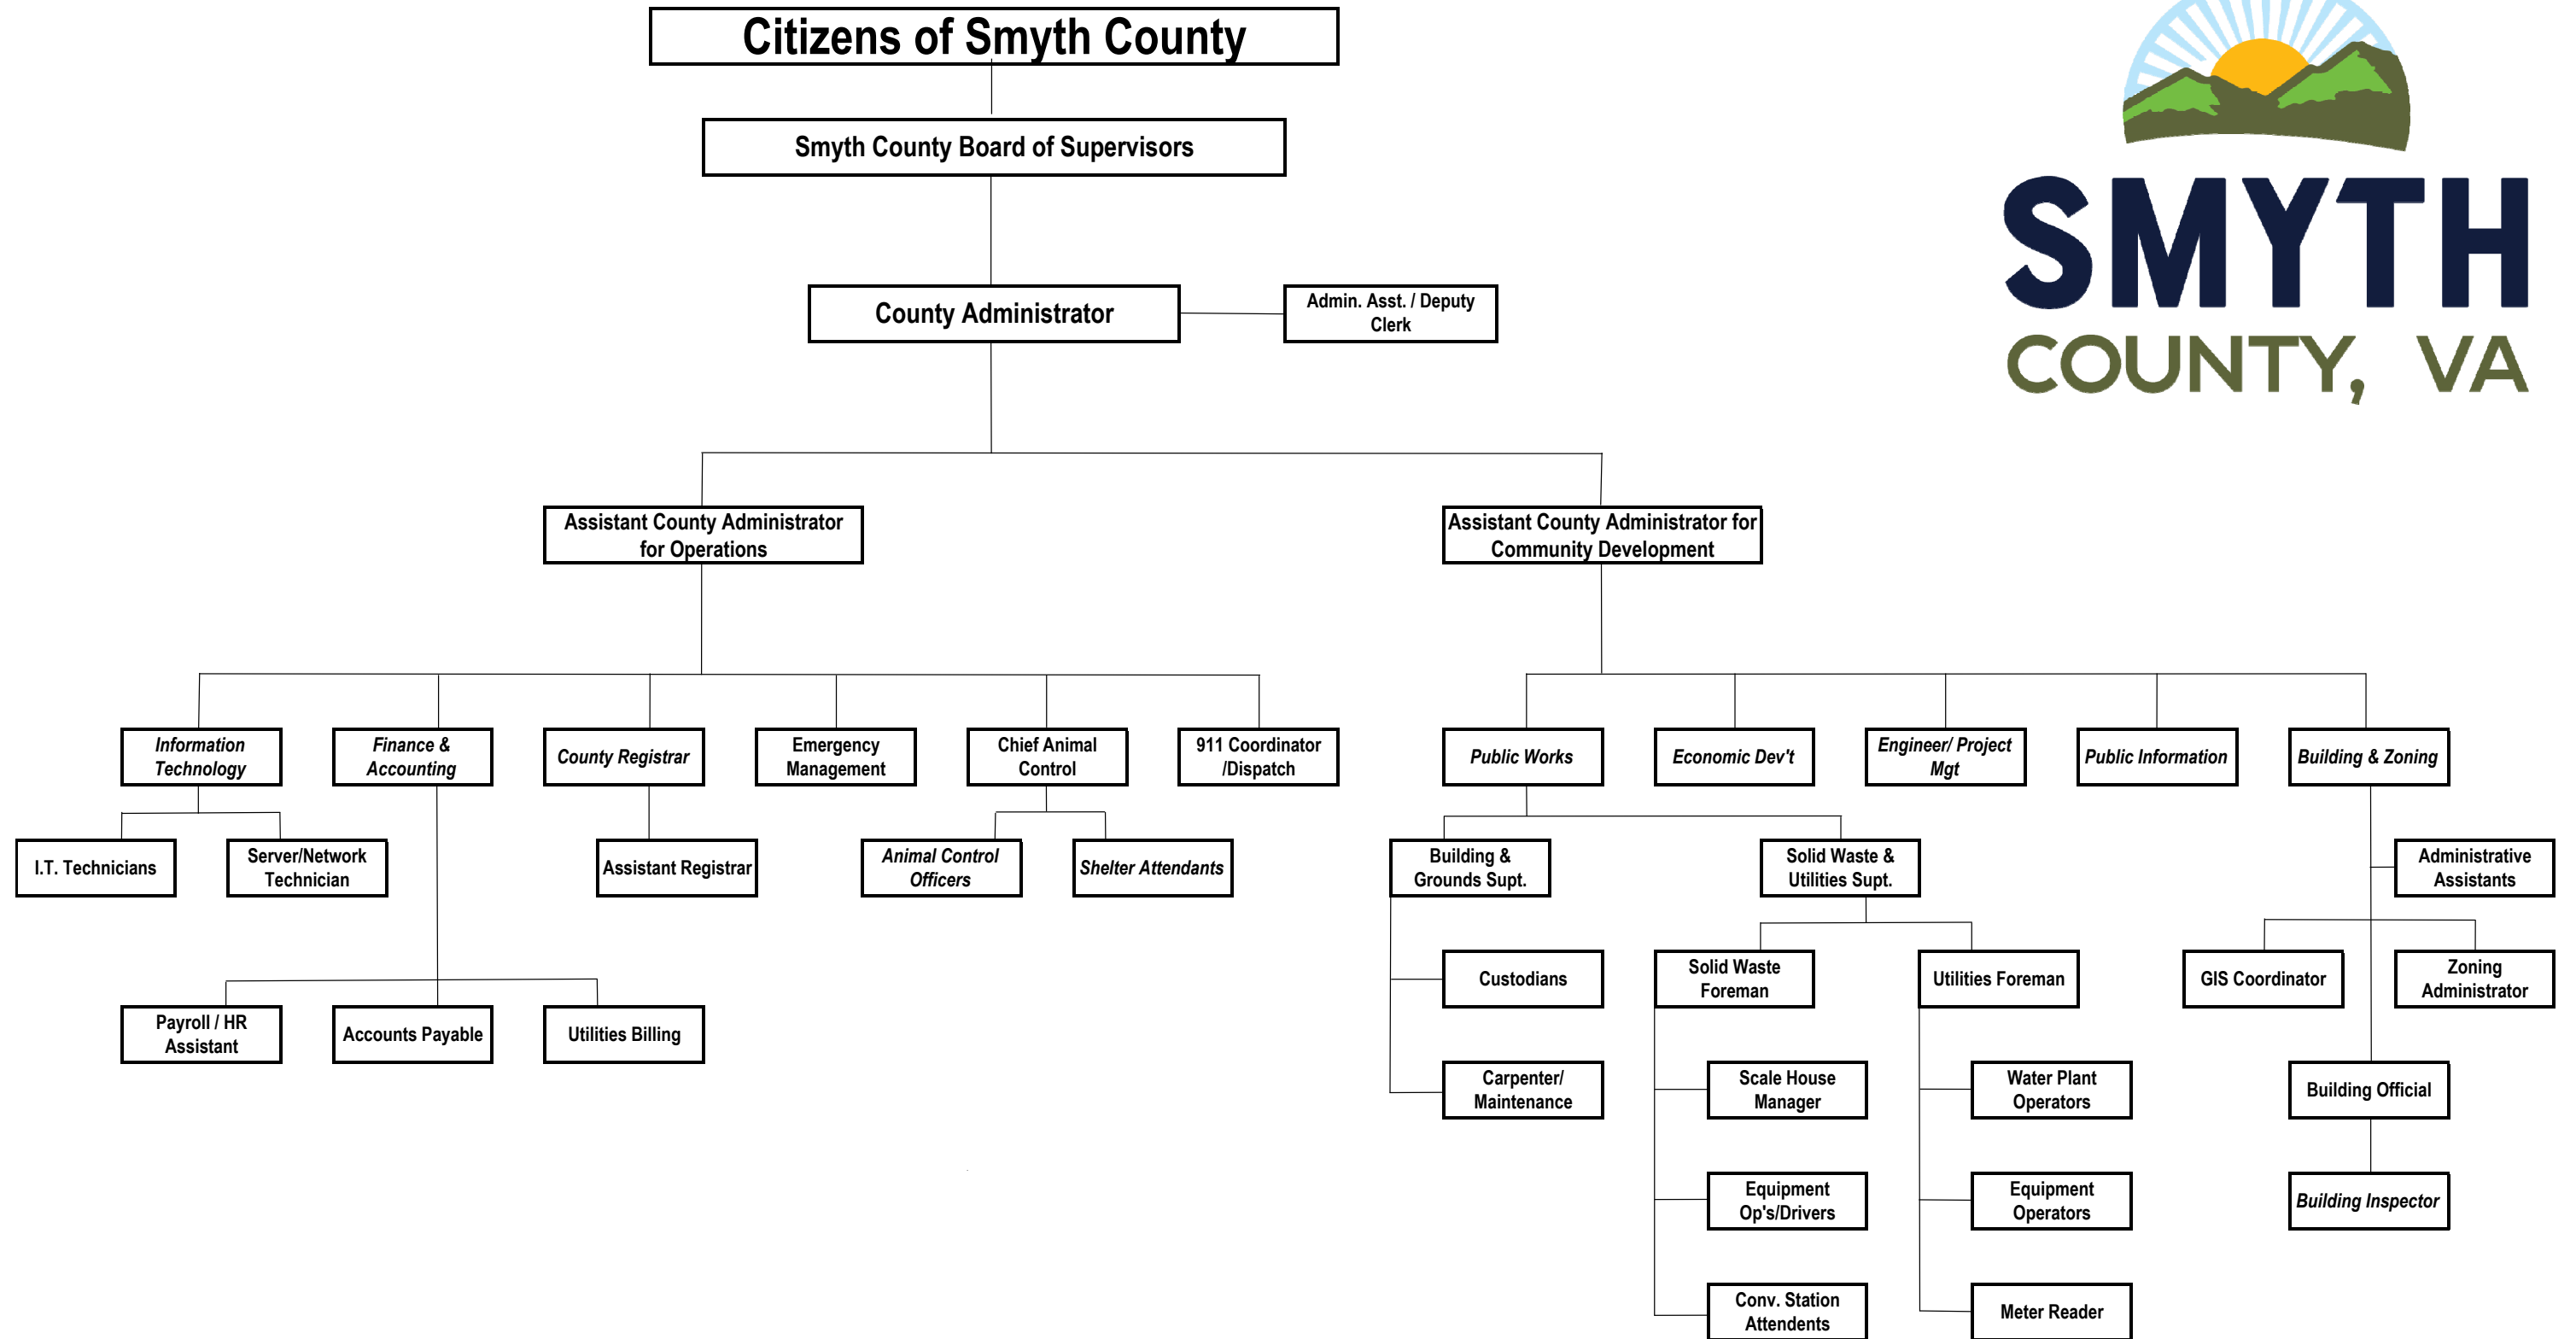 Citizens of Smyth County
Smyth County Board of Supervisors
SMYTH
COUNTY, VA
County Administrator
Admin. Asst. / Deputy
Clerk
Assistant County Administrator
for Operations
Assistant County Administrator for
Community Development
Information
Technology
Finance &
Accounting
County Registrar
Emergency
Management
Chief Animal
Control
911 Coordinator
/Dispatch
Public Works
Economic Dev't
Engineer/ Project
Mgt
Public Information
Building & Zoning
I.T. Technicians
Server/Network
Technician
Assistant Registrar
Animal Control
Officers
Shelter Attendants
Building &
Grounds Supt.
Solid Waste &
Utilities Supt.
Administrative
Assistants
Custodians
Solid Waste
Foreman
Utilities Foreman
GIS Coordinator
Zoning
Administrator
Payroll / HR
Assistant
Accounts Payable
Utilities Billing
Carpenter/
Maintenance
Scale House
Manager
Water Plant
Operators
Building Official
Equipment
Op's/Drivers
Equipment
Operators
Building Inspector
Conv. Station
Attendents
Meter Reader